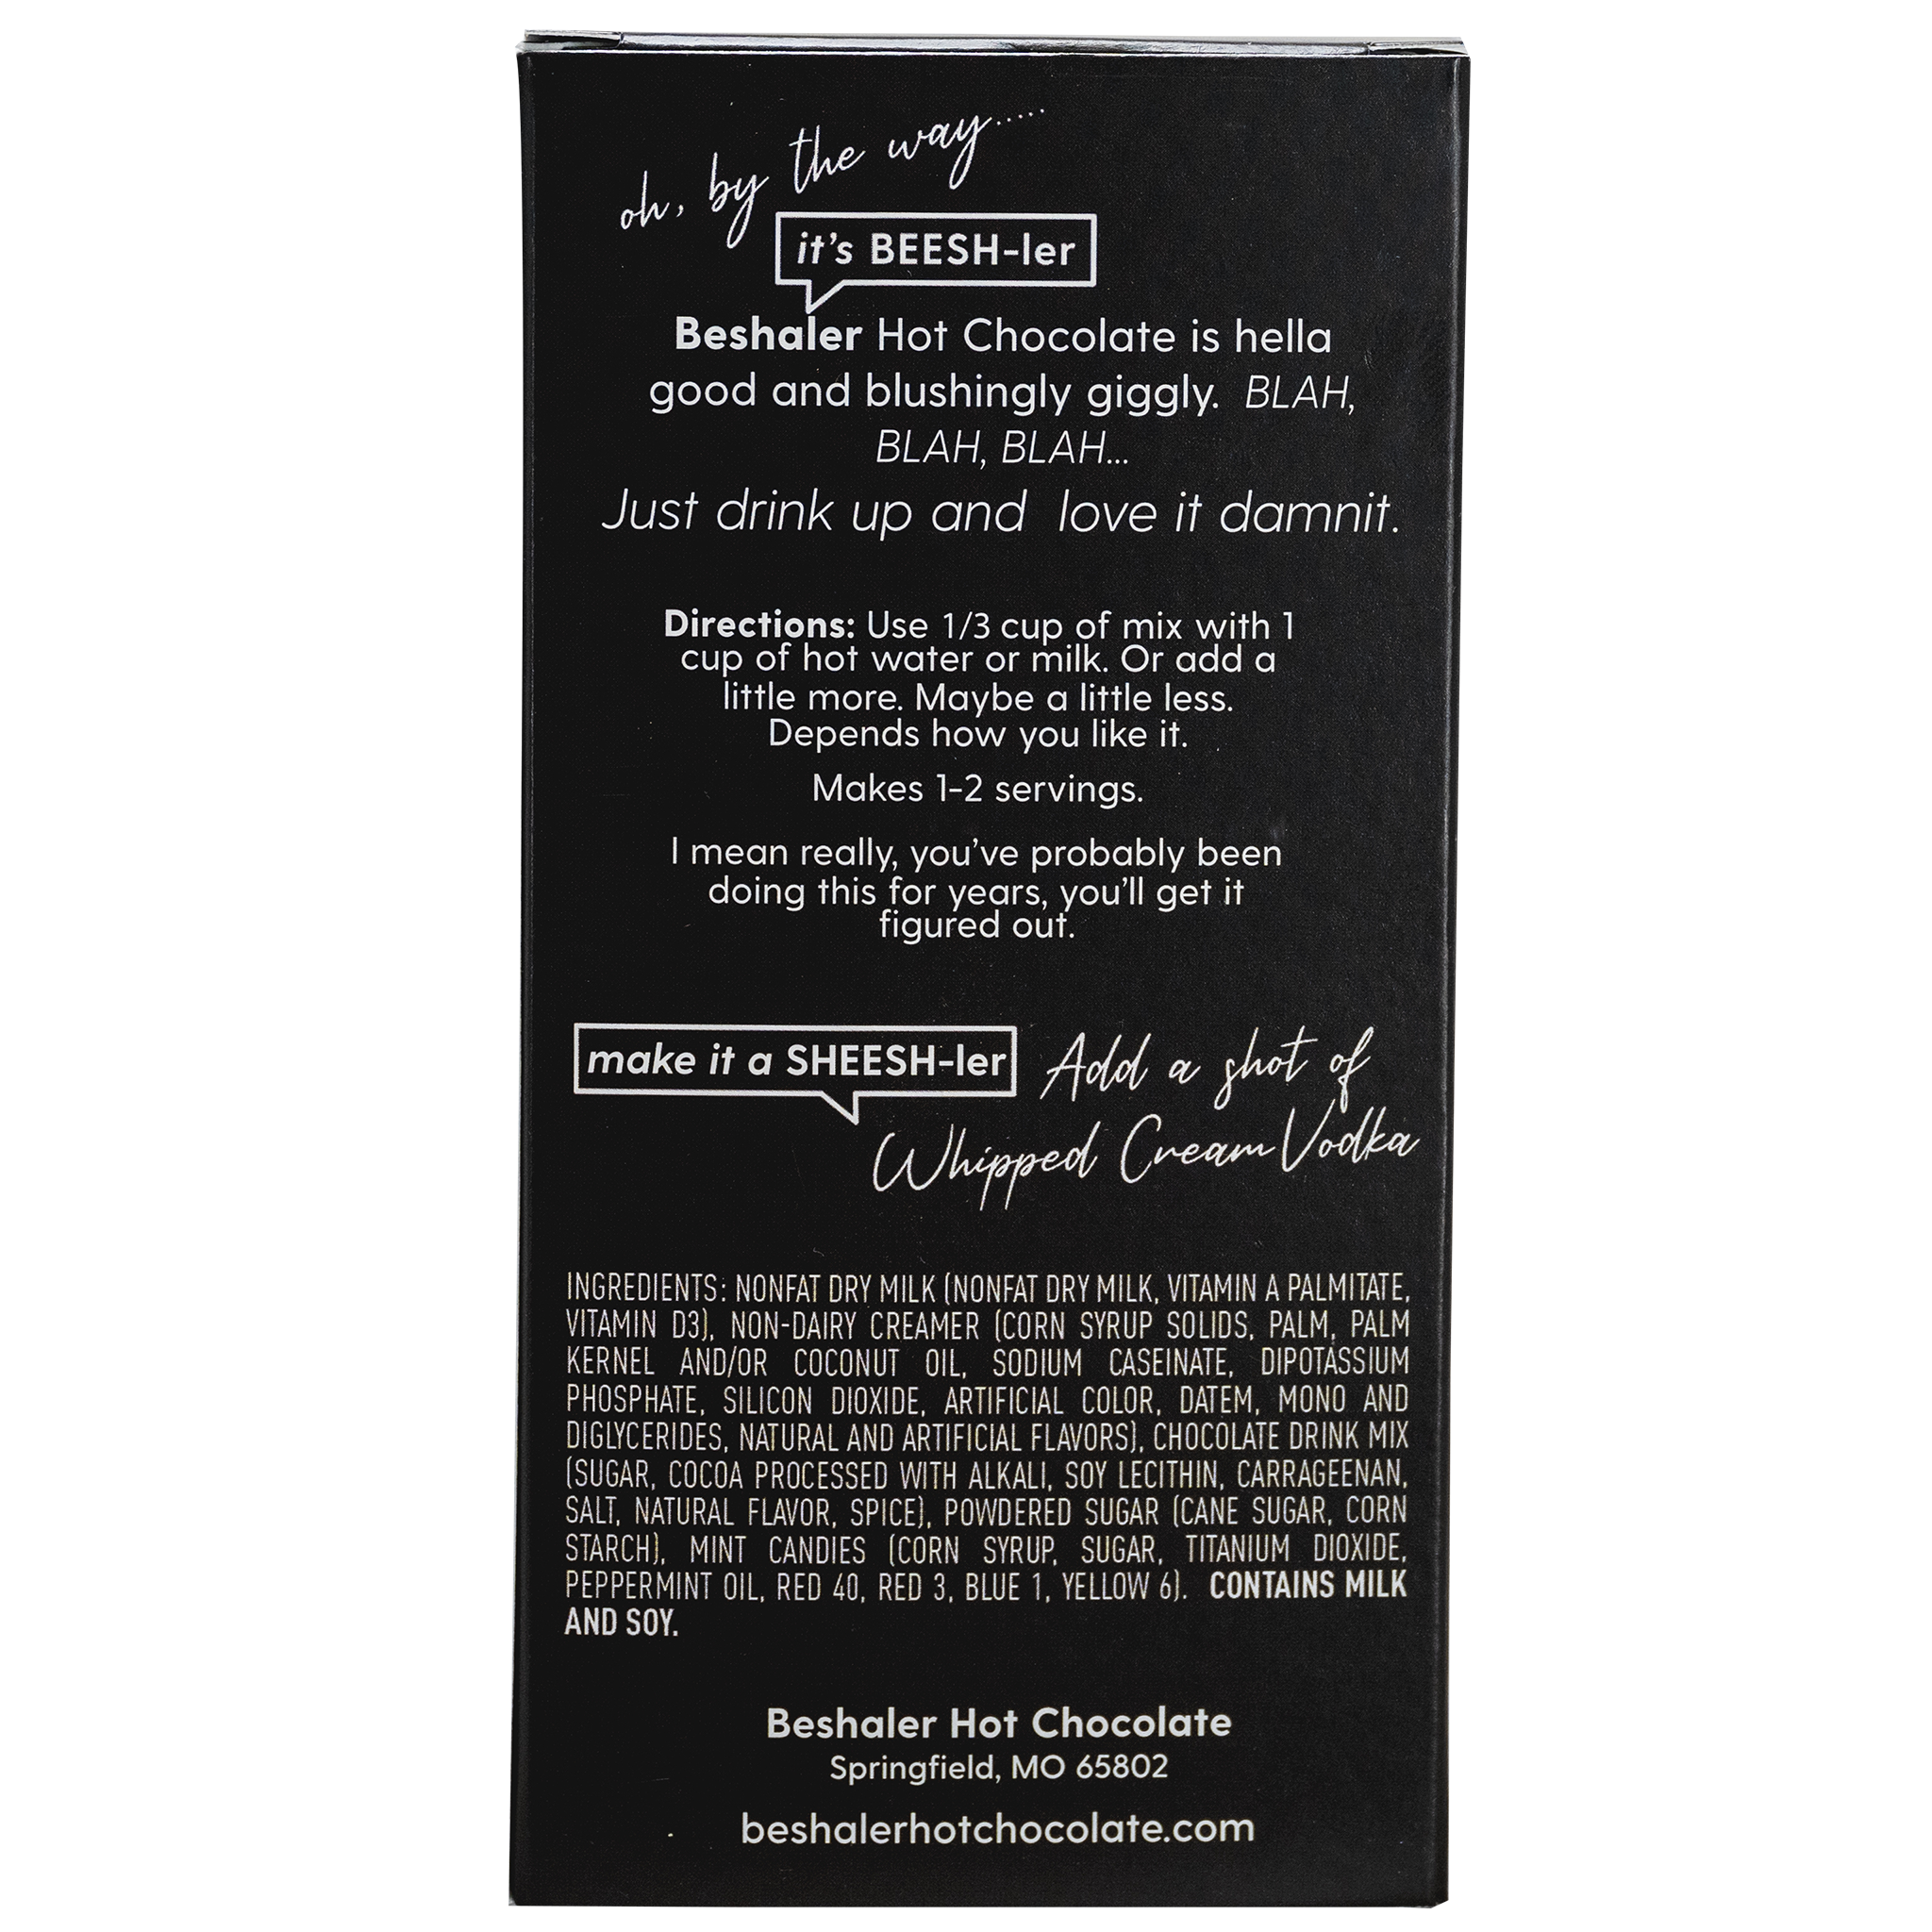 oh, by the way.....
it's BEESH-ler
Beshaler Hot Chocolate is hella
good and blushingly giggly. BLAH,
BLAH, BLAH...
Just drink up and love it damnit.
Directions: Use 1/3 cup of mix with 1
cup of hot water or milk. Or add a
little more. Maybe a little less.
Depends how you like it.
Makes 1-2 servings.
I mean really, you've probably been
doing this for years, you'll get it
figured out.
make it a SHEESH-ler Add a shot of
Whipped Cream Vodka
INGREDIENTS: NONFAT DRY MILK (NONFAT DRY MILK, VITAMIN A PALMITATE,
VITAMIN D3), NON-DAIRY CREAMER (CORN SYRUP SOLIDS, PALM, PALM
KERNEL AND/OR COCONUT OIL, SODIUM CASEINATE, DIPOTASSIUM
PHOSPHATE, SILICON DIOXIDE, ARTIFICIAL COLOR, DATEM, MONO AND
DIGLYCERIDES, NATURAL AND ARTIFICIAL FLAVORS), CHOCOLATE DRINK MIX
(SUGAR, COCOA PROCESSED WITH ALKALI, SOY LECITHIN, CARRAGEENAN,
SALT, NATURAL FLAVOR, SPICE), POWDERED SUGAR (CANE SUGAR, CORN
STARCH), MINT CANDIES (CORN SYRUP, SUGAR, TITANIUM DIOXIDE,
PEPPERMINT OIL, RED 40, RED 3, BLUE 1, YELLOW 6). CONTAINS MILK
AND SOY.
Beshaler Hot Chocolate
Springfield, MO 65802
beshalerhotchocolate.com